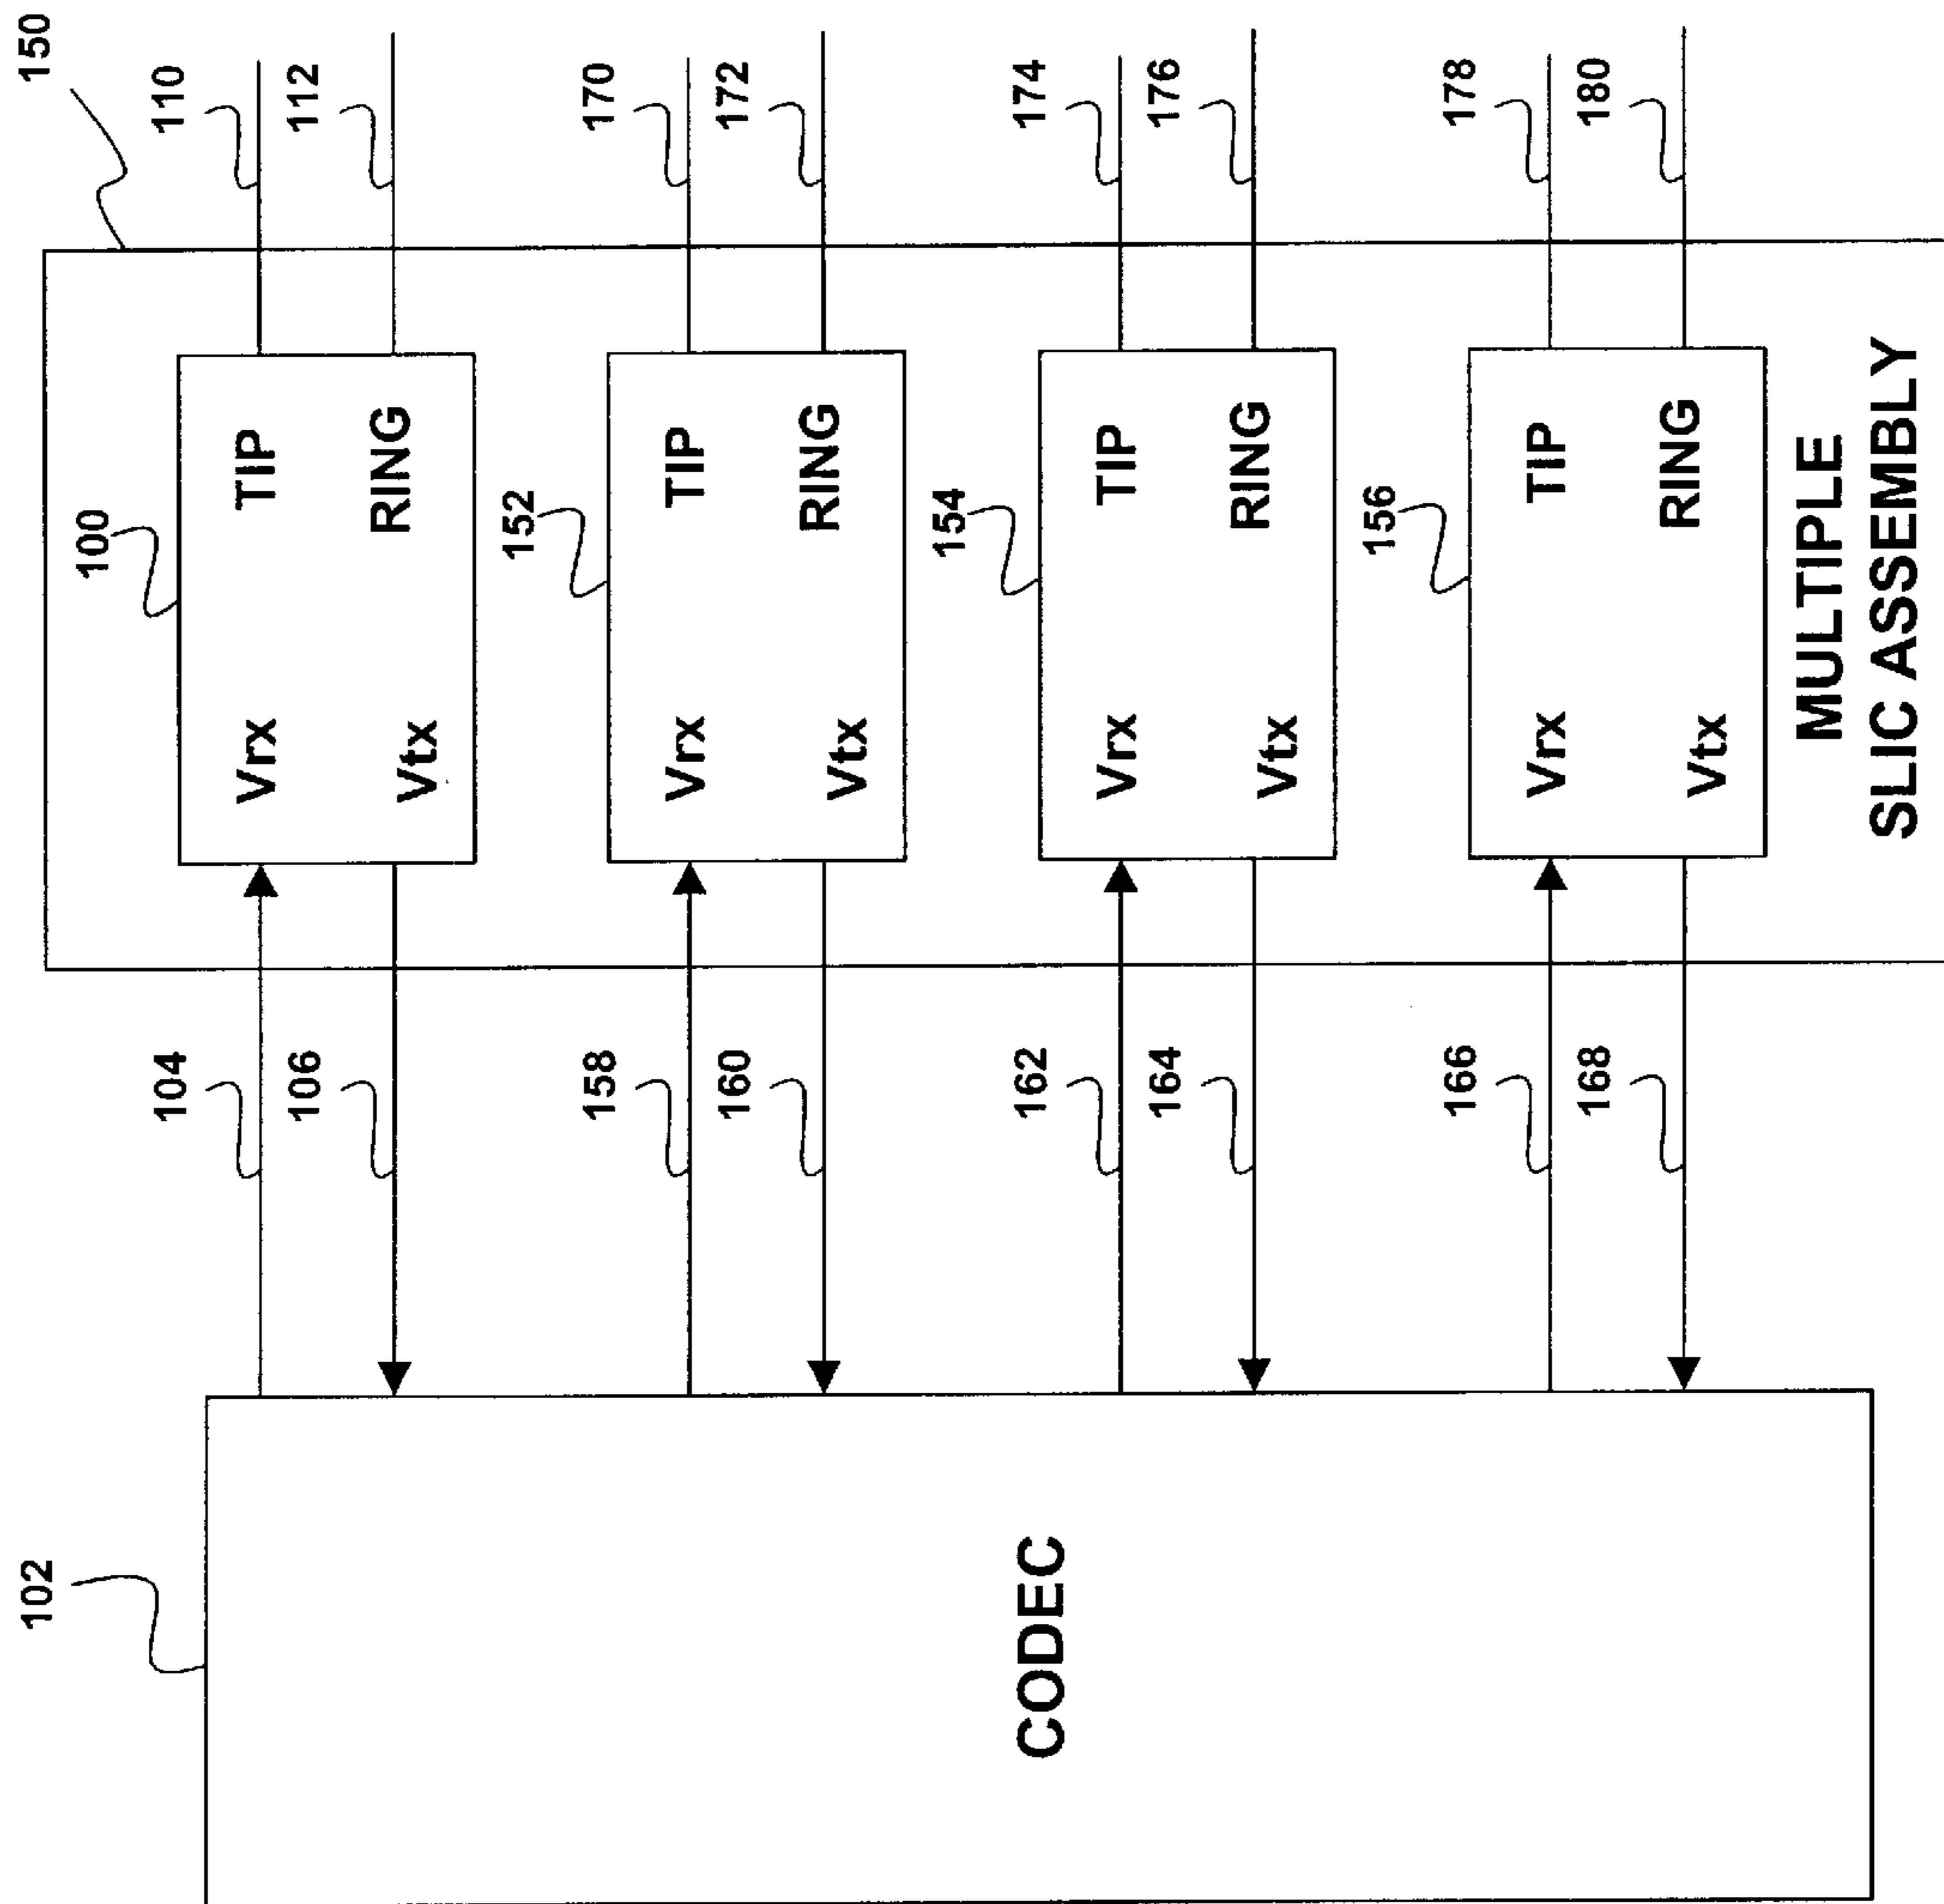 150
110
112
170
172
174
176
178
180
100
TIP
RING
Vrx
Vtx
152
TIP
RING
Vrx
Vtx
154
TIP
RING
Vrx
Vtx
156
TIP
RING
Vrx
Vtx
MULTIPLE
SLIC ASSEMBLY
104
106
158
160
162
164
166
168
102
CODEC